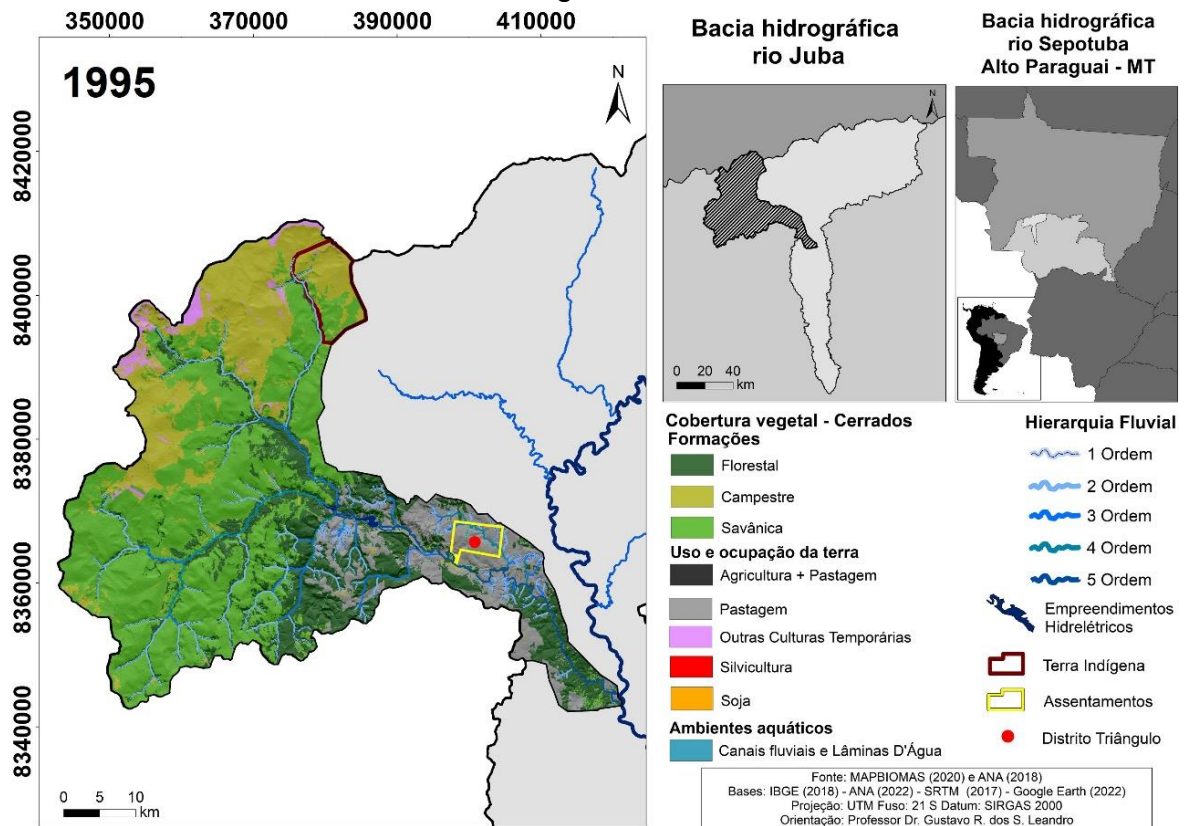 350000 370000 390000 410000
1995
N
8420000
8400000
8380000
8360000
8340000
0 5 10
km
Bacia hidrográfica
rio Juba
N
0 20 40
km
Bacia hidrográfica
rio Sepotuba
Alto Paraguai - MT
Cobertura vegetal - Cerrados
Formações
Florestal
Campestre
Savânica
Uso e ocupação da terra
Agricultura + Pastagem
Pastagem
Outras Culturas Temporárias
Silvicultura
Soja
Ambientes aquáticos
Canais fluviais e Lâminas D'Água
Hierarquia Fluvial
1 Ordem
2 Ordem
3 Ordem
4 Ordem
5 Ordem
Empreendimentos
Hidrelétricos
Terra Indígena
Assentamentos
Distrito Triângulo
Fonte: MAPBIOMAS (2020) e ANA (2018)
Bases: IBGE (2018) - ANA (2022) - SRTM (2017) - Google Earth (2022)
Projeção: UTM Fuso: 21 S Datum: SIRGAS 2000
Orientação: Professor Dr. Gustavo R. dos S. Leandro